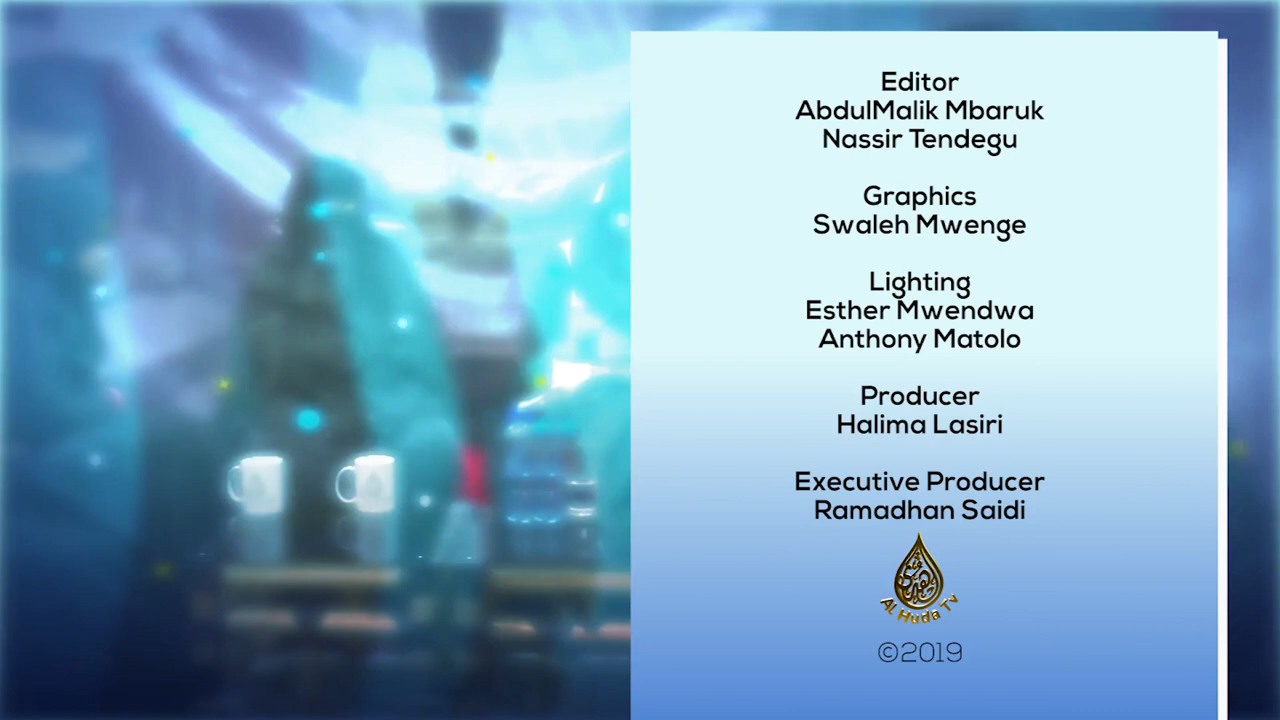 Editor
AbdulMalik Mbaruk
Nassir Tendegu
Graphics
Swaleh Mwenge
Lighting
Esther Mwendwa
Anthony Matolo
Producer
Halima Lasiri
Executive Producer
Ramadhan Saidi
AL Huda Tv
©2019